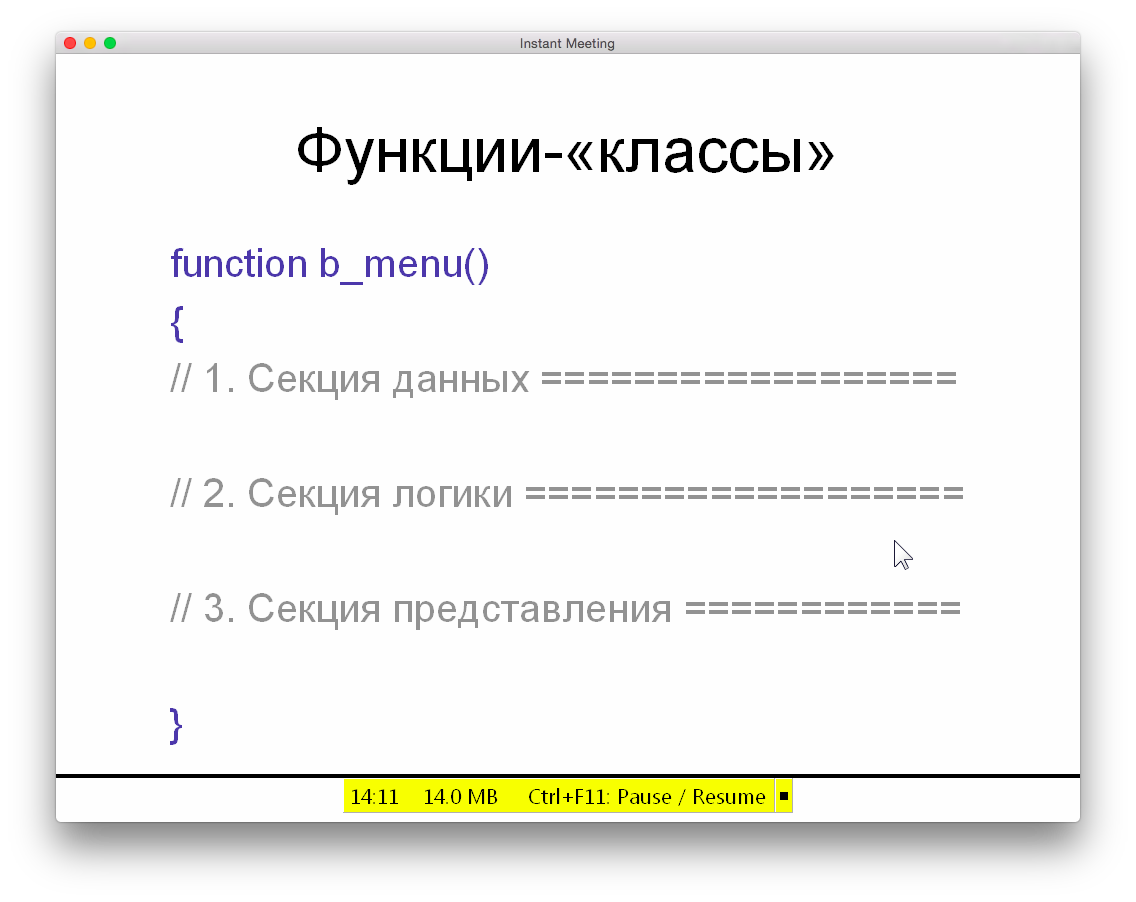 Instant Meeting
Функции-«классы»
function b_menu()
{
// 1. Секция данных ==================
// 2. Секция логики ===================
// 3. Секция представления ============
}
14:11 14.0 MB Ctrl+F11: Pause / Resume